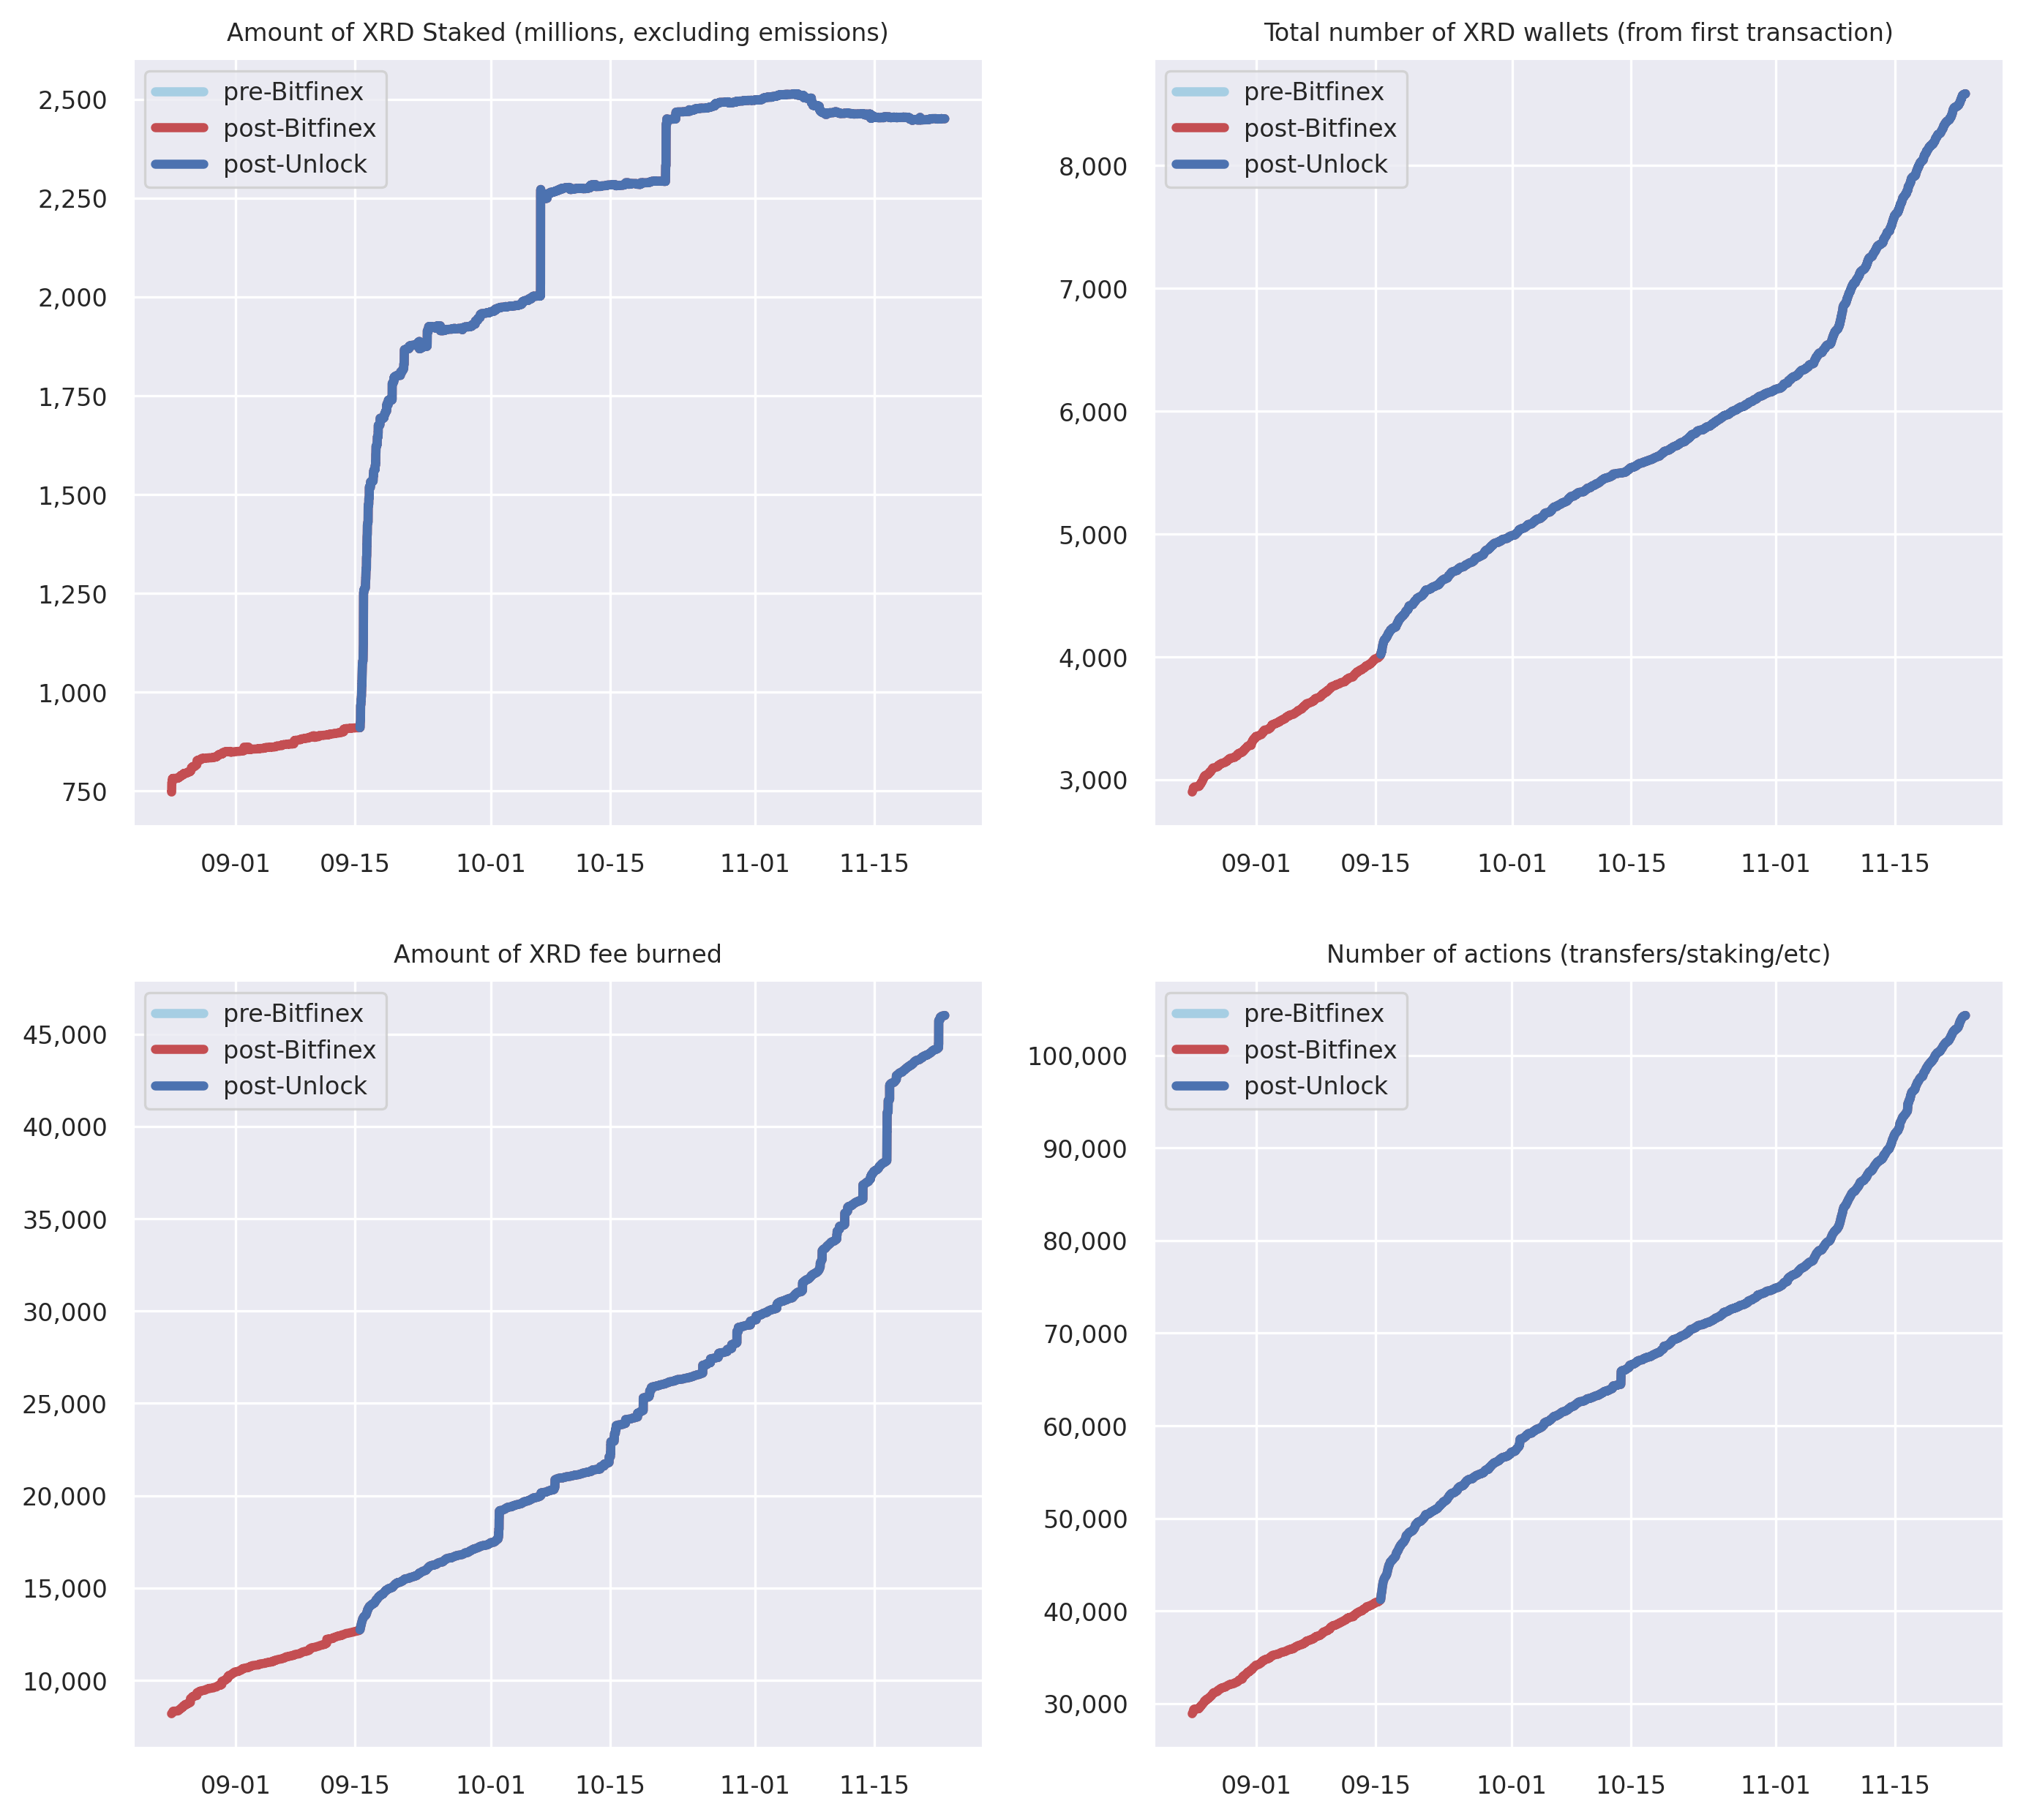 Amount of XRD Staked (millions, excluding emissions)
pre-Bitfinex
post-Bitfinex
post-Unlock
2,500
2,250
2,000
1,750
1,500
1,250
1,000
750
09-01 09-15 10-01 10-15 11-01 11-15
Total number of XRD wallets (from first transaction)
pre-Bitfinex
post-Bitfinex
post-Unlock
8,000
7,000
6,000
5,000
4,000
3,000
09-01 09-15 10-01 10-15 11-01 11-15
Amount of XRD fee burned
pre-Bitfinex
post-Bitfinex
post-Unlock
45,000
40,000
35,000
30,000
25,000
20,000
15,000
10,000
09-01 09-15 10-01 10-15 11-01 11-15
Number of actions (transfers/staking/etc)
pre-Bitfinex
post-Bitfinex
post-Unlock
100,000
90,000
80,000
70,000
60,000
50,000
40,000
30,000
09-01 09-15 10-01 10-15 11-01 11-15